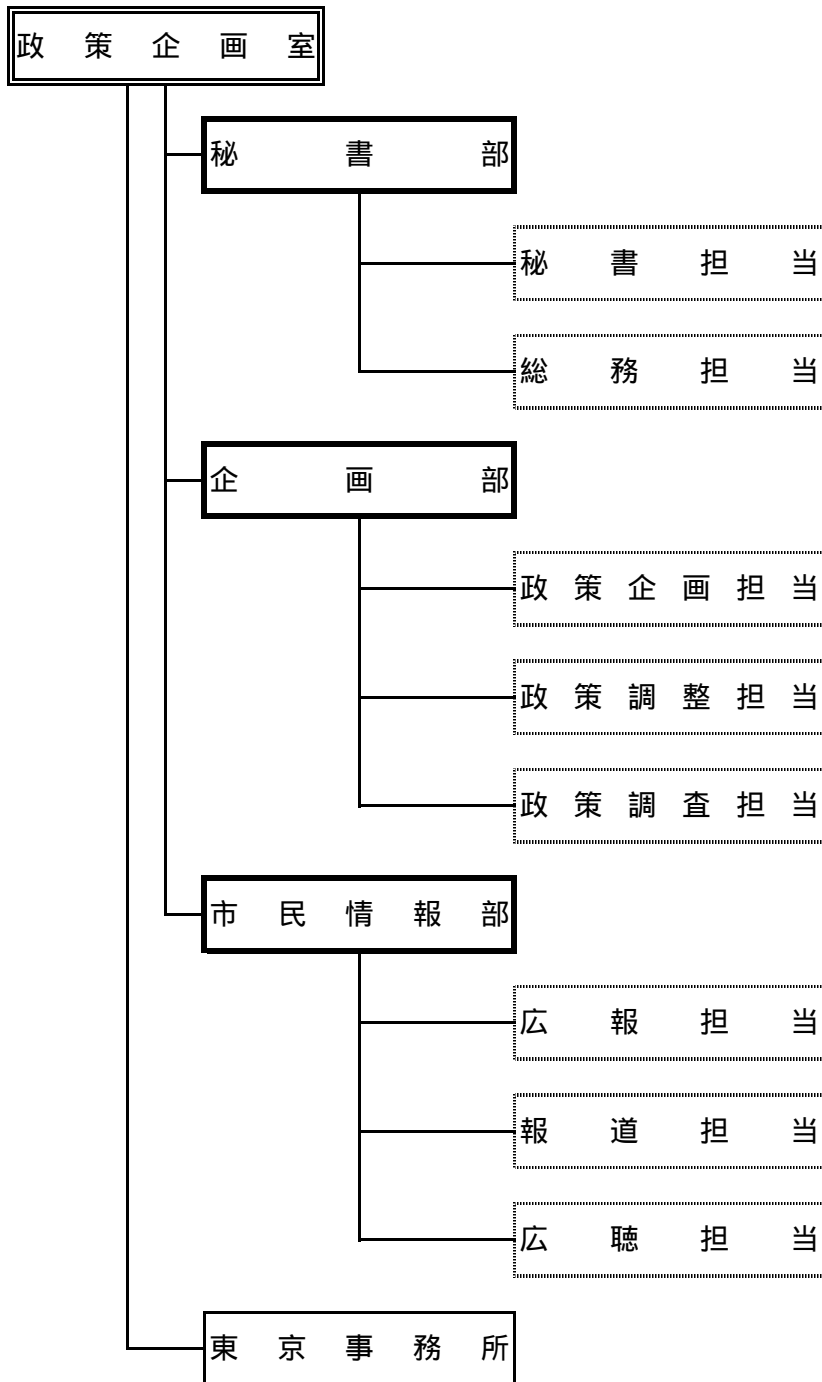 政策企画室
秘書部
秘書担当
総務担当
企画部
政策企画担当
政策調整担当
政策調査担当
市民情報部
広報担当
報道担当
広聴担当
東京事務所